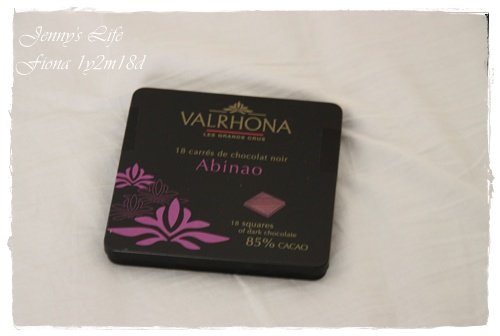 Jenny's Life
Fiona 1y2m18d
VALRHONA
LES GRANDS CRUS
18 carrés de chocolat noir
Abinao
18 squares
of dark chocolate
85% CACAO